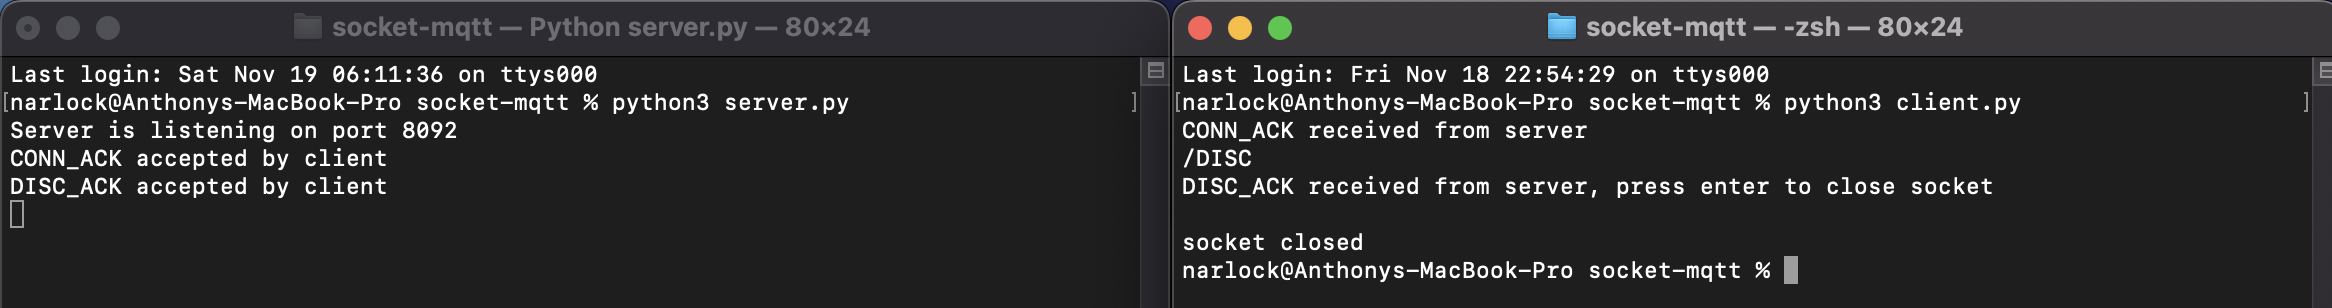 socket-mqtt — Python server.py — 80×24
Last login: Sat Nov 19 06:11:36 on ttys000
[narlock@Anthonys-MacBook-Pro socket-mqtt % python3 server.py ]
Server is listening on port 8092
CONN_ACK accepted by client
DISC_ACK accepted by client
socket-mqtt — -zsh — 80×24
Last login: Fri Nov 18 22:54:29 on ttys000
[narlock@Anthonys-MacBook-Pro socket-mqtt % python3 client.py ]
CONN_ACK received from server
/DISC
DISC_ACK received from server, press enter to close socket
socket closed
narlock@Anthonys-MacBook-Pro socket-mqtt %